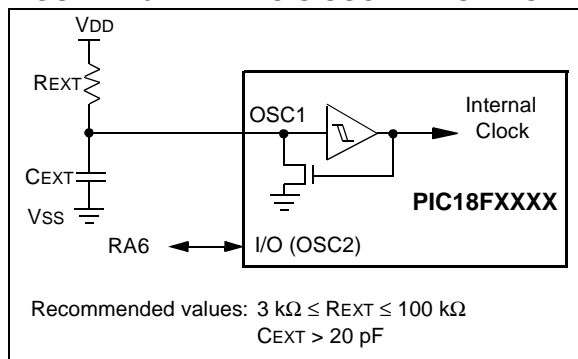 VDD
REXT
OSC1
Internal
Clock
CEXT
PIC18FXXXX
VSS
RA6
I/O (OSC2)
Recommended values: 3 kΩ ≤ REXT ≤ 100 kΩ
CEXT > 20 pF